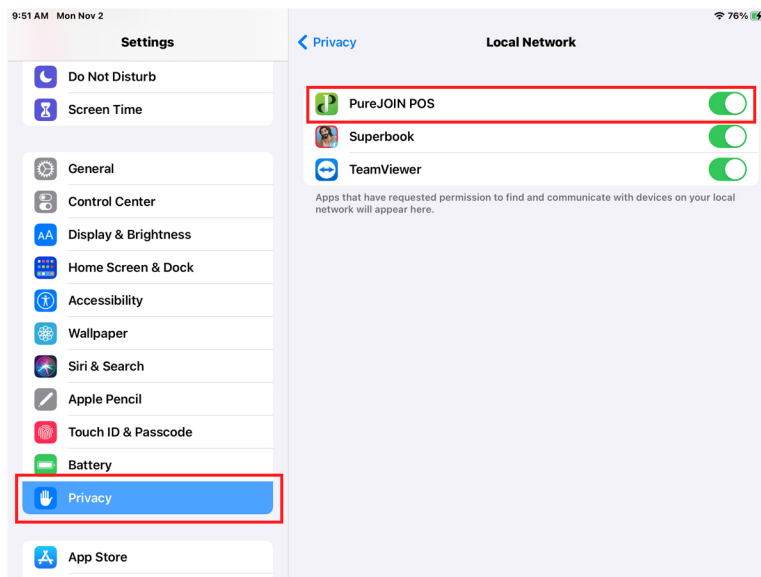 9:51 AM Mon Nov 2
76%
Settings
Do Not Disturb
Screen Time
General
Control Center
AA
Display & Brightness
Home Screen & Dock
Accessibility
Wallpaper
Siri & Search
Apple Pencil
Touch ID & Passcode
Battery
Privacy
App Store
Privacy
Local Network
PureJOIN POS
Superbook
TeamViewer
Apps that have requested permission to find and communicate with devices on your local
network will appear here.